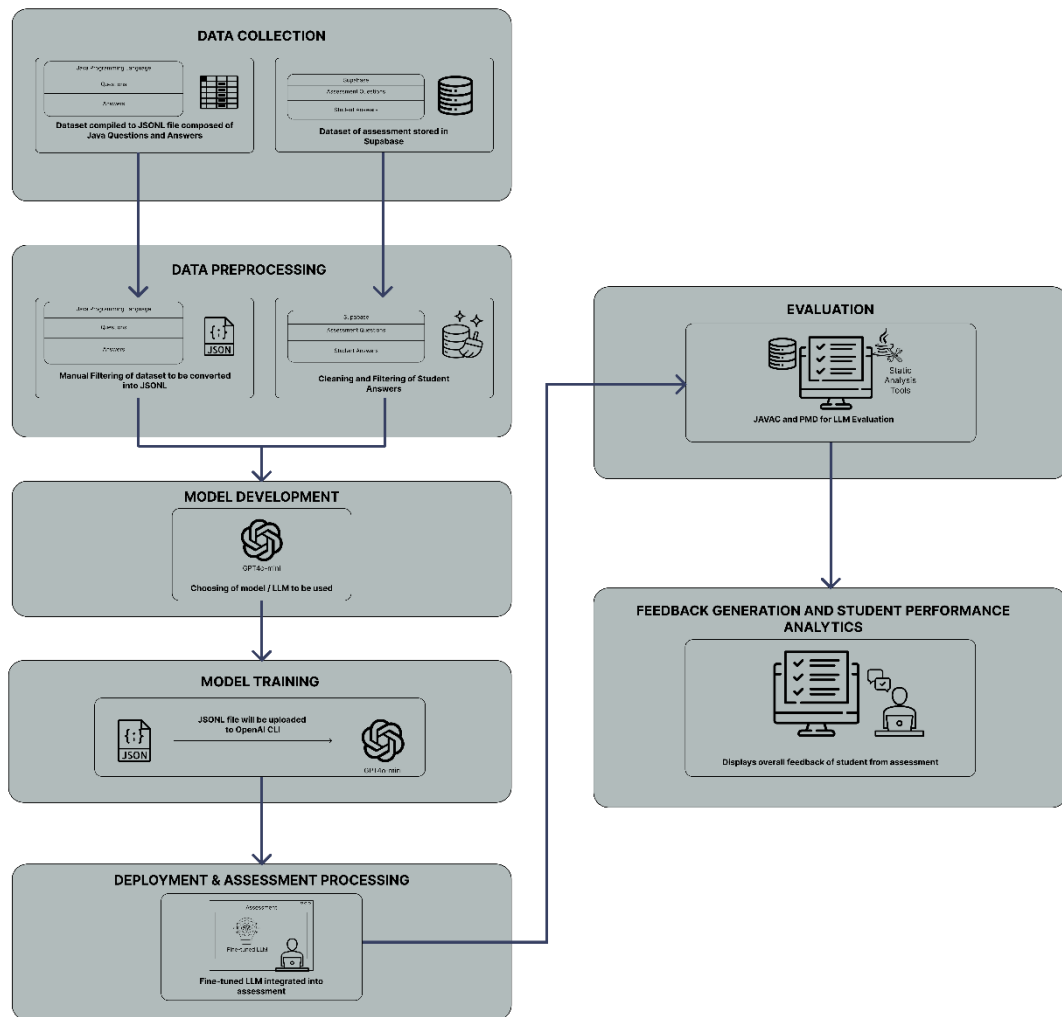 DATA COLLECTION
Java Programming Language
Questions
Answers
Dataset compiled to JSONL file composed of
Java Questions and Answers
Supabase
Assessment Questions
Student Answers
Dataset of assessment stored in
Supabase
DATA PREPROCESSING
Java Programming Language
Questions
Answers
{;}
JSON
Manual Filtering of dataset to be converted
into JSONL
Supabase
Assessment Questions
Student Answers
Cleaning and Filtering of Student
Answers
MODEL DEVELOPMENT
GPT4o-mini
Choosing of model / LLM to be used
MODEL TRAINING
{;}
JSON
JSONL file will be uploaded
to OpenAI CLI
GPT4o-mini
DEPLOYMENT & ASSESSMENT PROCESSING
Assessment
Fine-tuned LLM
Fine-tuned LLM integrated into
assessment
EVALUATION
Static
Analysis
Tools
JAVAC and PMD for LLM Evaluation
FEEDBACK GENERATION AND STUDENT PERFORMANCE
ANALYTICS
Displays overall feedback of student from assessment